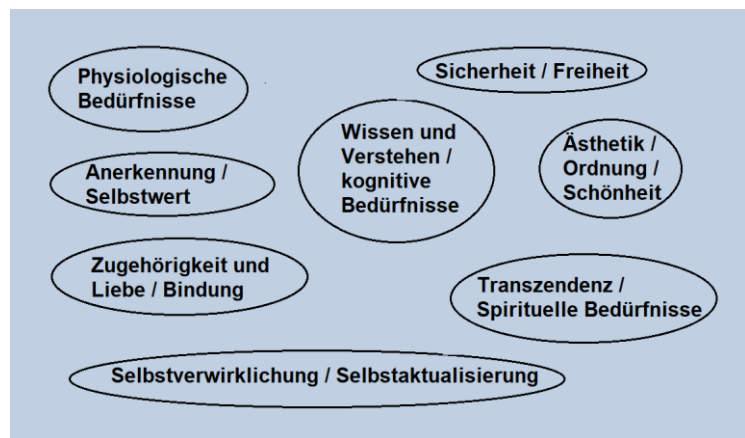 Physiologische
Bedürfnisse
Sicherheit / Freiheit
Wissen und
Verstehen /
kognitive
Bedürfnisse
Ästhetik /
Ordnung /
Schönheit
Anerkennung /
Selbstwert
Zugehörigkeit und
Liebe / Bindung
Transzendenz /
Spirituelle Bedürfnisse
Selbstverwirklichung / Selbstaktualisierung